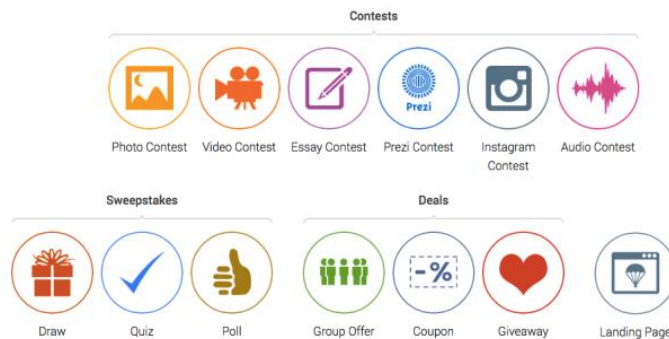 Contests
Prezi
Photo Contest
Video Contest
Essay Contest
Prezi Contest
Instagram
Contest
Audio Contest
Sweepstakes
Deals
-%
Draw
Quiz
Poll
Group Offer
Coupon
Giveaway
Landing Page